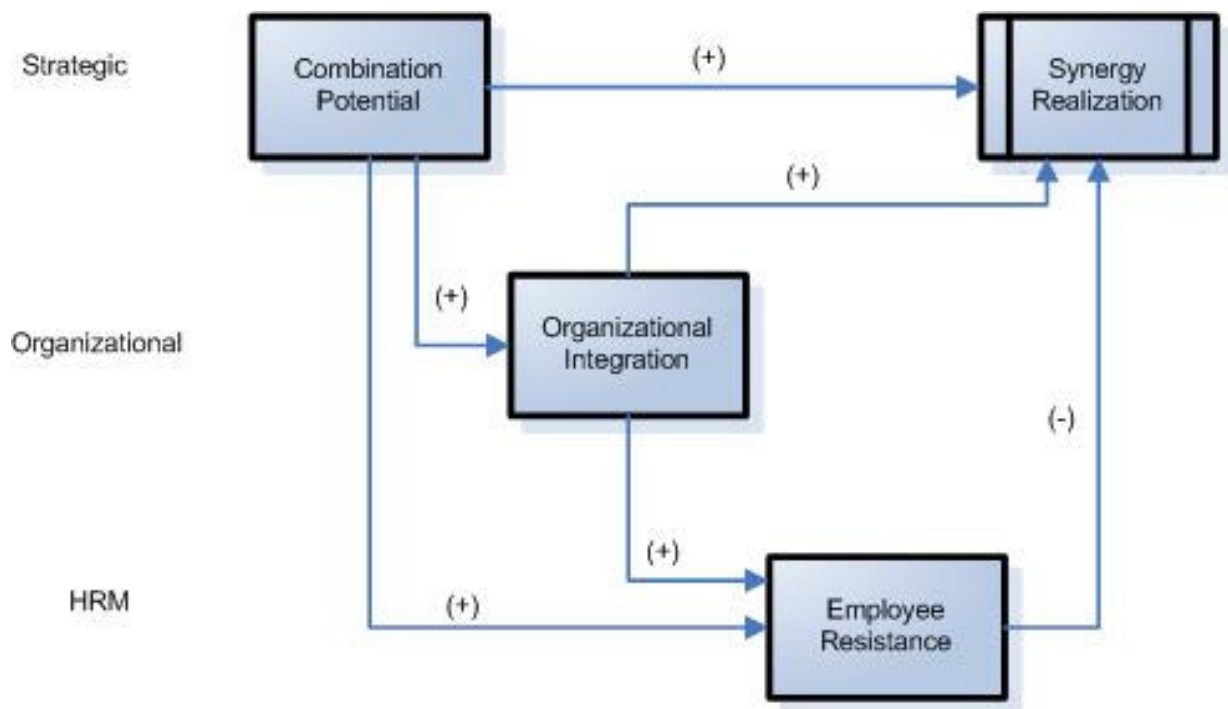 Strategic
Combination
Potential
(+)
Synergy
Realization
(+)
(+)
Organizational
Organizational
Integration
(-)
(+)
HRM
(+)
Employee
Resistance